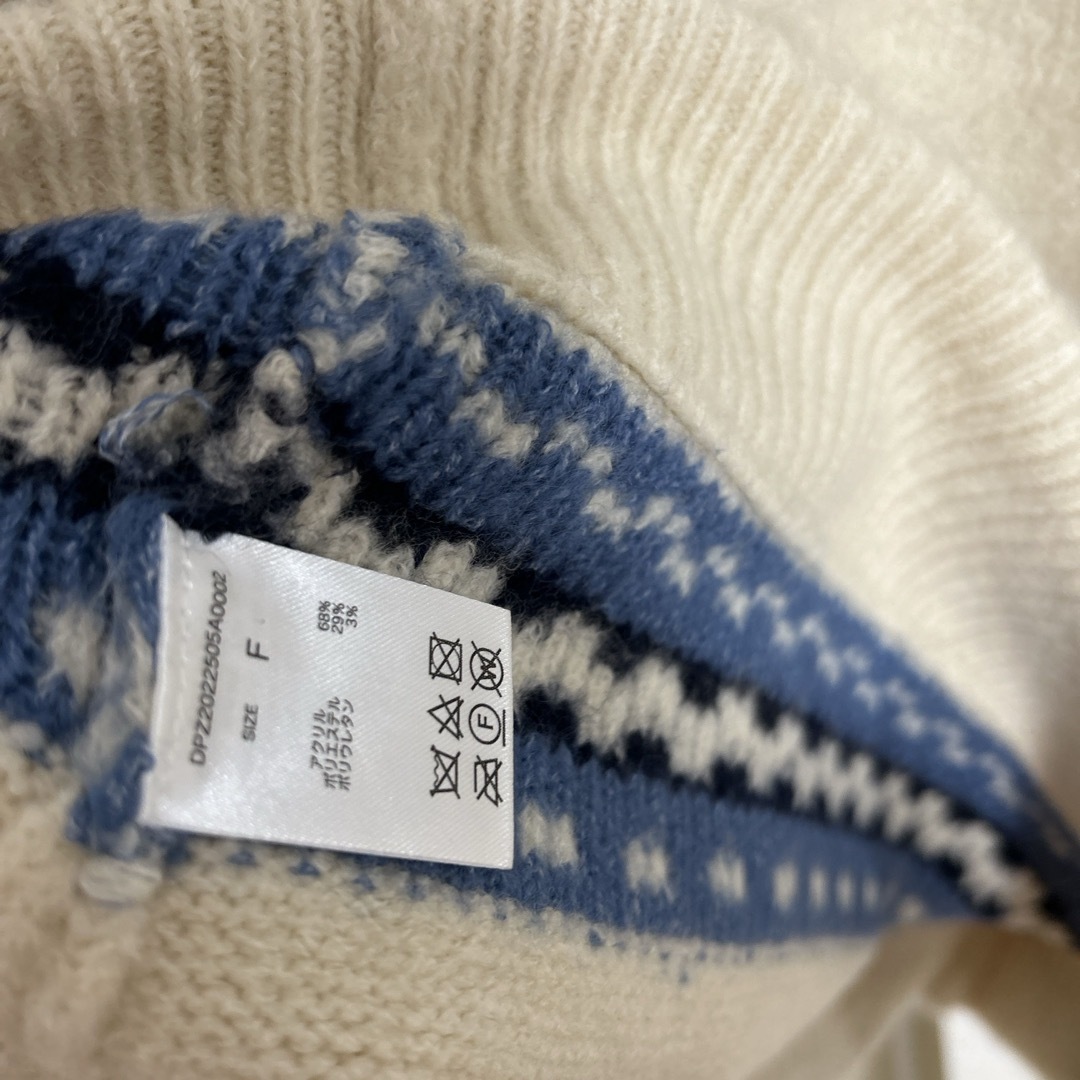 DPZ2022505A0002
SIZE F
アクリル 68%
ポリエステル 29%
ポリウレタン 3%
F
W